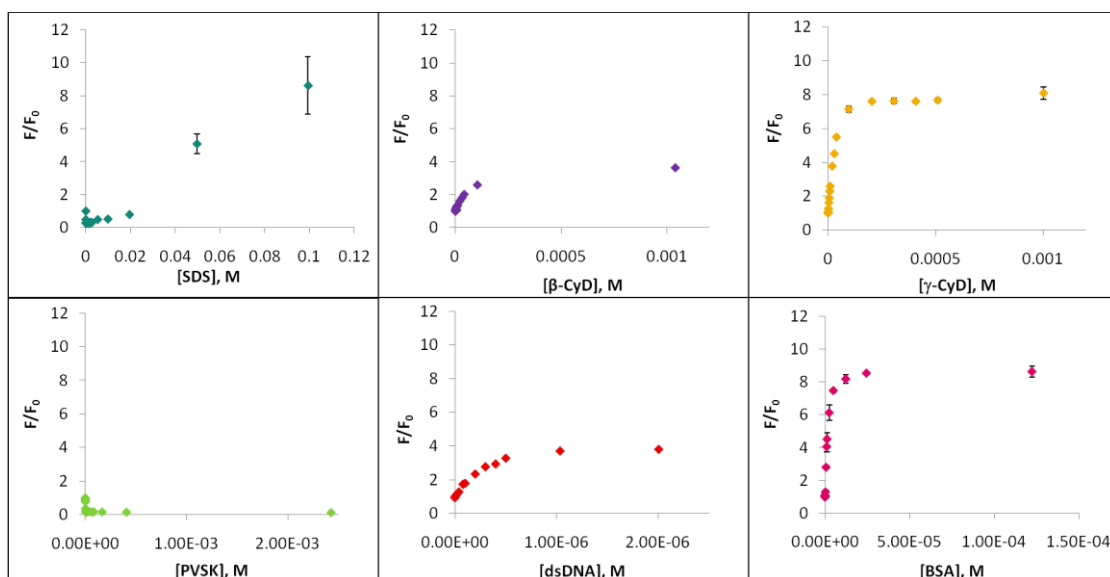 12
10
8
6
4
2
0
F/F0
0 0.02 0.04 0.06 0.08 0.1 0.12
[SDS], M
12
10
8
6
4
2
0
F/F0
0 0.0005 0.001
[β-CyD], M
12
10
8
6
4
2
0
F/F0
0 0.0005 0.001
[γ-CyD], M
12
10
8
6
4
2
0
F/F0
0.00E+00 1.00E-03 2.00E-03
[PVSK], M
12
10
8
6
4
2
0
F/F0
0.00E+00 1.00E-06 2.00E-06
[dsDNA], M
12
10
8
6
4
2
0
F/F0
0.00E+00 5.00E-05 1.00E-04 1.50E-04
[BSA], M